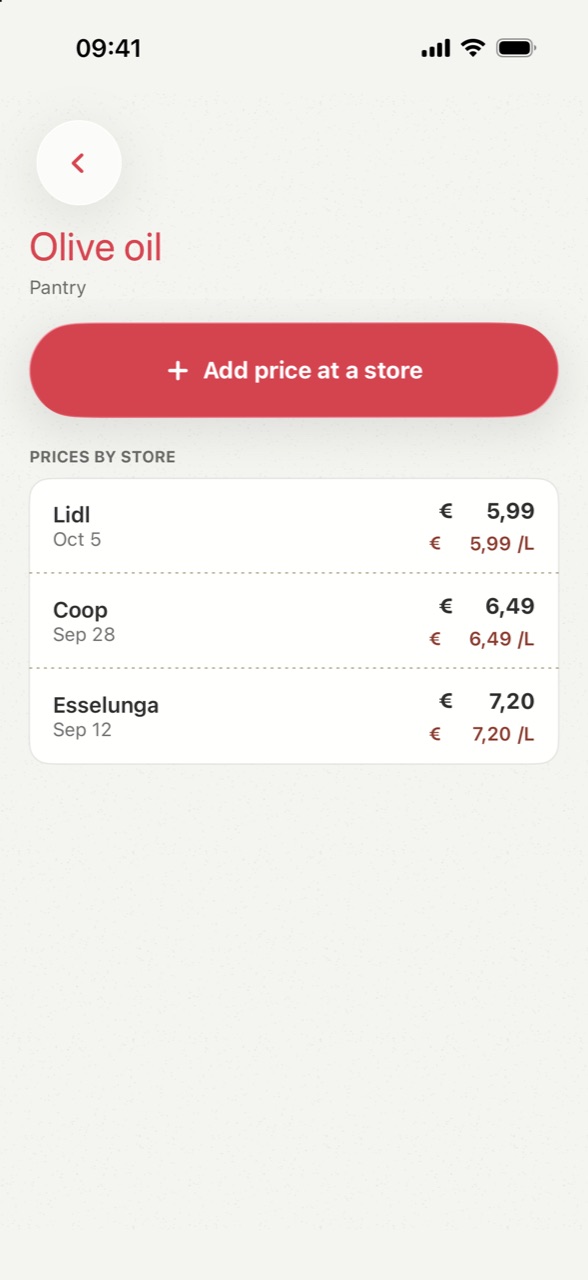 09:41
Olive oil
Pantry
+ Add price at a store
PRICES BY STORE
Lidl € 5,99
Oct 5 € 5,99 /L
Coop € 6,49
Sep 28 € 6,49 /L
Esselunga € 7,20
Sep 12 € 7,20 /L